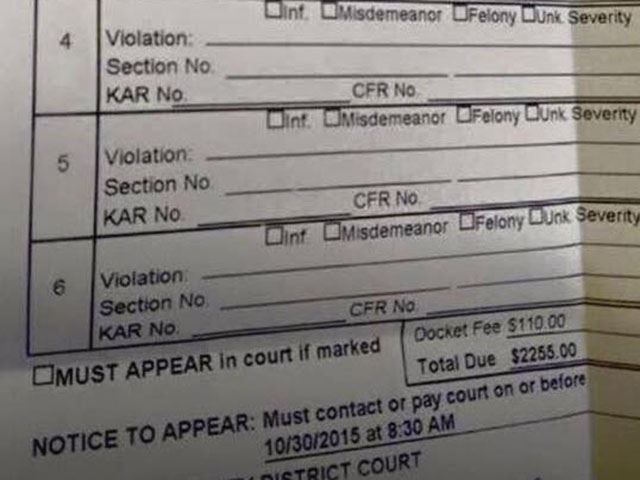 ☐Inf. ☐Misdemeanor ☐Felony ☐Unk. Severity
4
Violation:
Section No.
KAR No. CFR No.
☐Inf. ☐Misdemeanor ☐Felony ☐Unk. Severity
5
Violation:
Section No.
KAR No. CFR No.
☐Inf. ☐Misdemeanor ☐Felony ☐Unk. Severity
6
Violation:
Section No.
KAR No. CFR No.
☐MUST APPEAR in court if marked
Docket Fee $110.00
Total Due $2255.00
NOTICE TO APPEAR: Must contact or pay court on or before
10/30/2015 at 8:30 AM
DISTRICT COURT